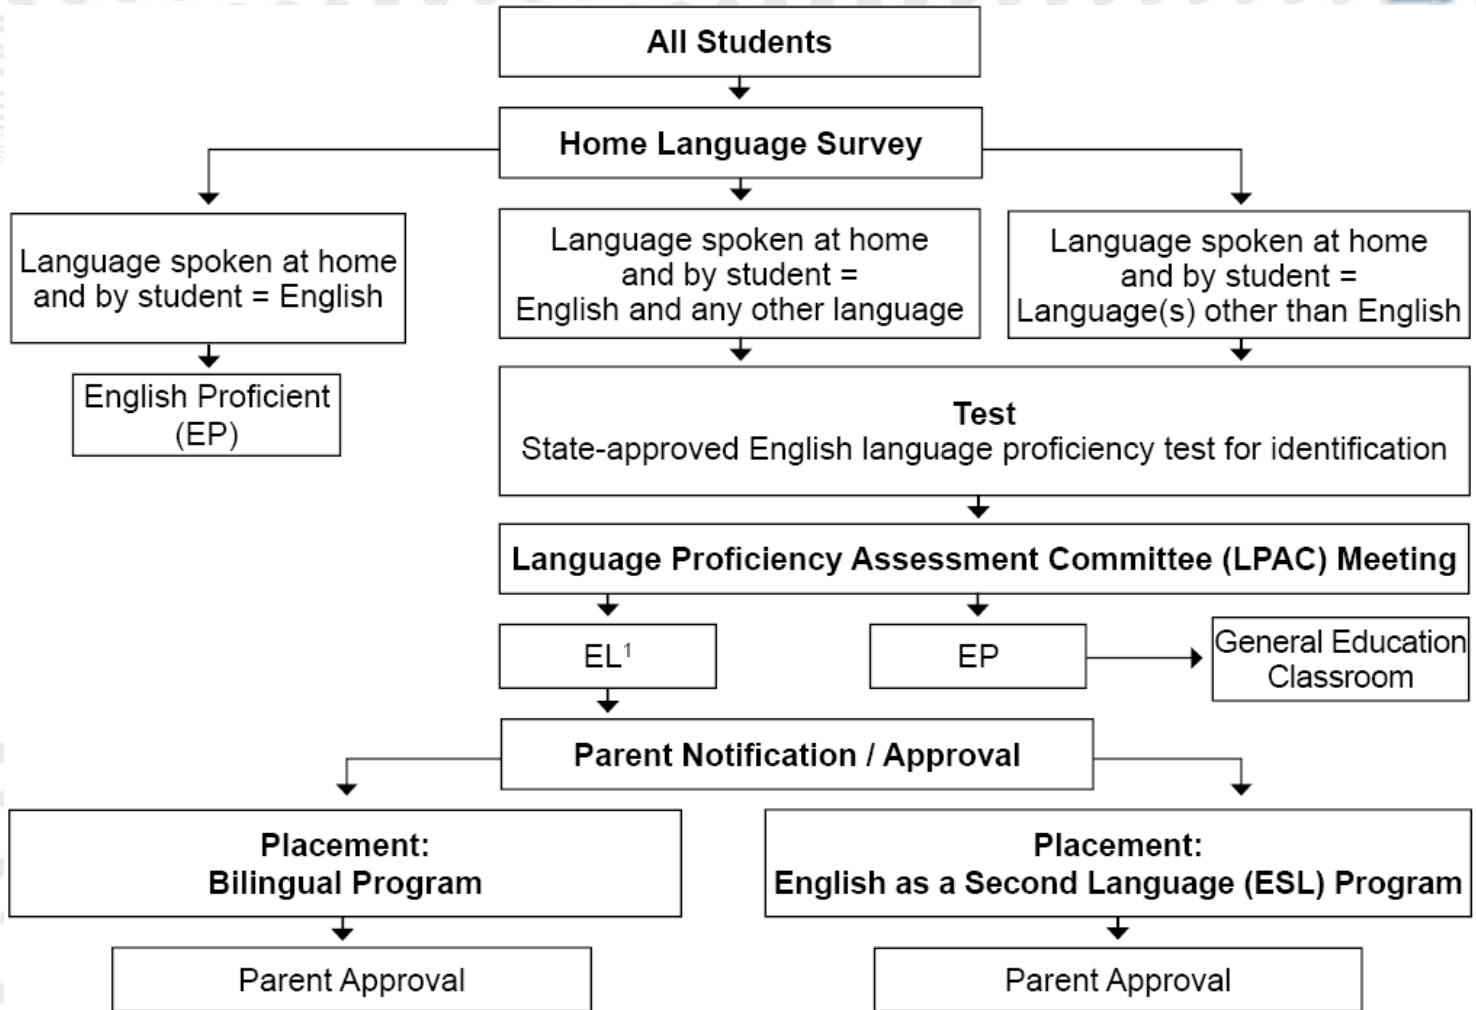 All Students
Home Language Survey
Language spoken at home
and by student = English
Language spoken at home
and by student =
English and any other language
Language spoken at home
and by student =
Language(s) other than English
English Proficient
(EP)
Test
State-approved English language proficiency test for identification
Language Proficiency Assessment Committee (LPAC) Meeting
EL¹
EP
General Education
Classroom
Parent Notification / Approval
Placement:
Bilingual Program
Placement:
English as a Second Language (ESL) Program
Parent Approval
Parent Approval